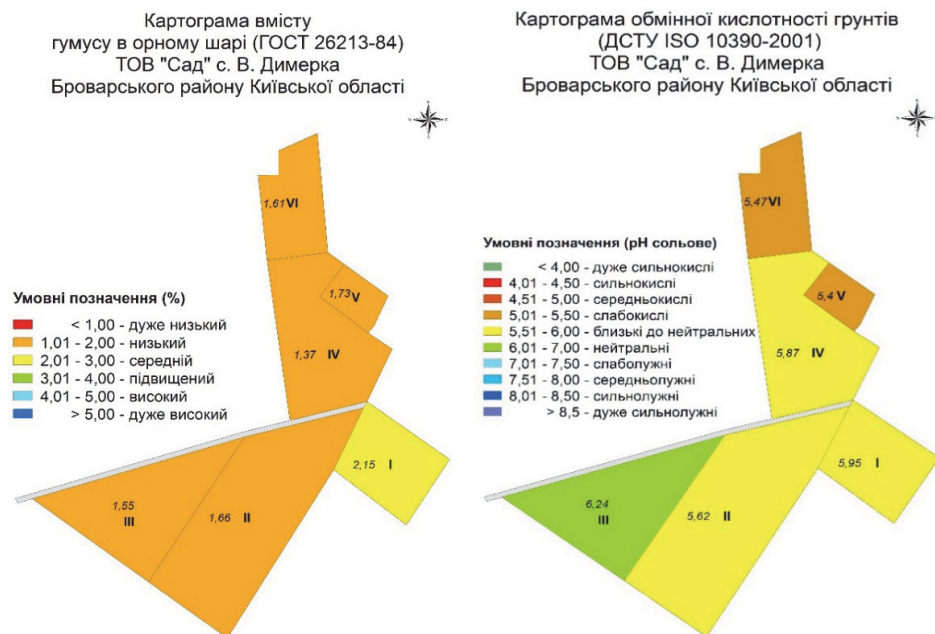 Картограма вмісту
гумусу в орному шарі (ГОСТ 26213-84)
ТОВ "Сад" с. В. Димерка
Броварського району Київської області
1,61 VI
1,73 V
Умовні позначення (%)
< 1,00 - дуже низький
1,01 - 2,00 - низький
2,01 - 3,00 - середній
3,01 - 4,00 - підвищений
4,01 - 5,00 - високий
> 5,00 - дуже високий
1,37 IV
2,15 I
1,55
III
1,66 II
Картограма обмінної кислотності грунтів
(ДСТУ ISO 10390-2001)
ТОВ "Сад" с. В. Димерка
Броварського району Київської області
5,47 VI
Умовні позначення (pH сольове)
< 4,00 - дуже сильнокислі
4,01 - 4,50 - сильнокислі
4,51 - 5,00 - середньокислі
5,01 - 5,50 - слабокислі
5,51 - 6,00 - близькі до нейтральних
6,01 - 7,00 - нейтральні
7,01 - 7,50 - слаболужні
7,51 - 8,00 - середньолужні
8,01 - 8,50 - сильнолужні
> 8,5 - дуже сильнолужні
5,4 V
5,87 IV
5,95 I
6,24
III
5,62 II